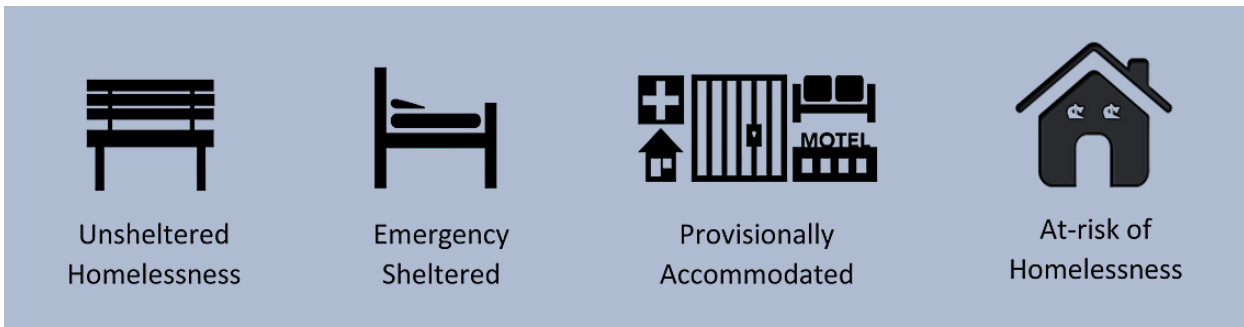 Unsheltered
Homelessness
Emergency
Sheltered
MOTEL
Provisionally
Accommodated
At-risk of
Homelessness